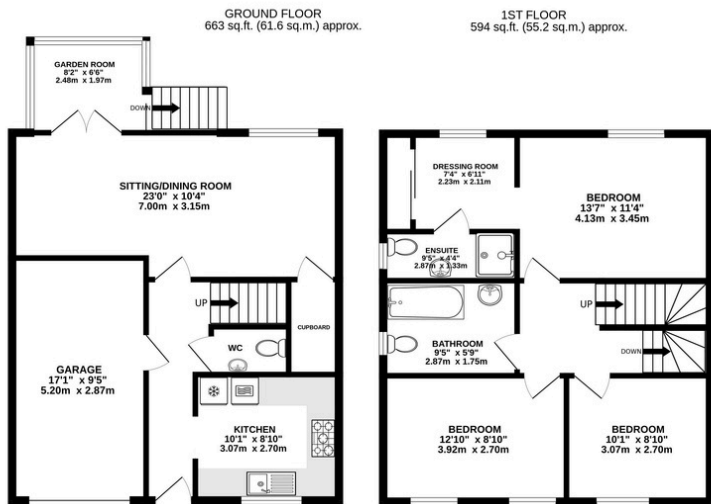 GROUND FLOOR
663 sq.ft. (61.6 sq.m.) approx.
GARDEN ROOM
8'2" x 6'6"
2.48m x 1.97m
DOWN
SITTING/DINING ROOM
23'0" x 10'4"
7.00m x 3.15m
UP
CUPBOARD
WC
GARAGE
17'1" x 9'5"
5.20m x 2.87m
KITCHEN
10'1" x 8'10"
3.07m x 2.70m
1ST FLOOR
594 sq.ft. (55.2 sq.m.) approx.
DRESSING ROOM
7'4" x 6'11"
2.23m x 2.11m
BEDROOM
13'7" x 11'4"
4.13m x 3.45m
ENSUITE
9'5" x 4'4"
2.87m x 1.33m
UP
BATHROOM
9'5" x 5'9"
2.87m x 1.75m
DOWN
BEDROOM
12'10" x 8'10"
3.92m x 2.70m
BEDROOM
10'1" x 8'10"
3.07m x 2.70m